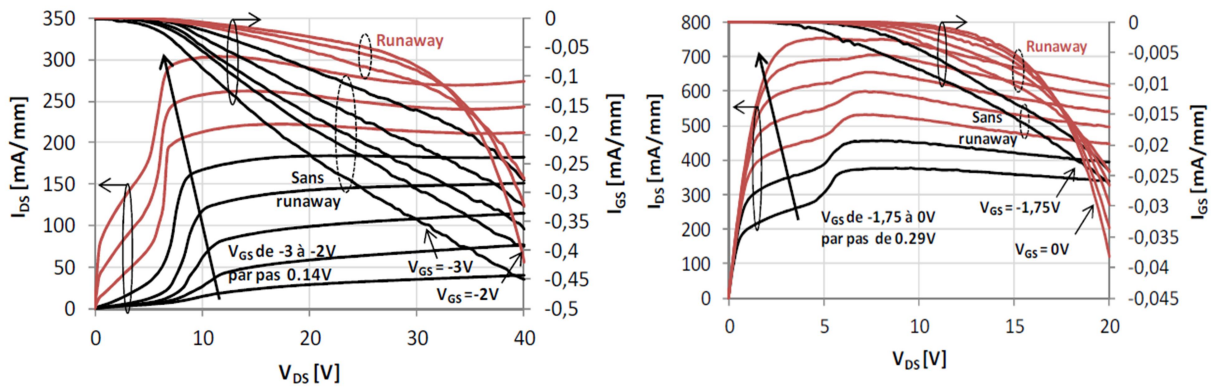 350
300
250
200
150
100
50
0
I_DS [mA/mm]
0
-0,05
-0,1
-0,15
-0,2
-0,25
-0,3
-0,35
-0,4
-0,45
-0,5
I_GS [mA/mm]
Runaway
Sans
runaway
V_GS de -3 à -2V
par pas 0.14V
V_GS = -3V
V_GS = -2V
0 10 20 30 40
V_DS [V]
800
700
600
500
400
300
200
100
0
I_DS [mA/mm]
0
-0,005
-0,01
-0,015
-0,02
-0,025
-0,03
-0,035
-0,04
-0,045
I_GS [mA/mm]
Runaway
Sans
runaway
V_GS de -1,75 à 0V
par pas de 0.29V
V_GS = -1,75V
V_GS = 0V
0 5 10 15 20
V_DS [V]